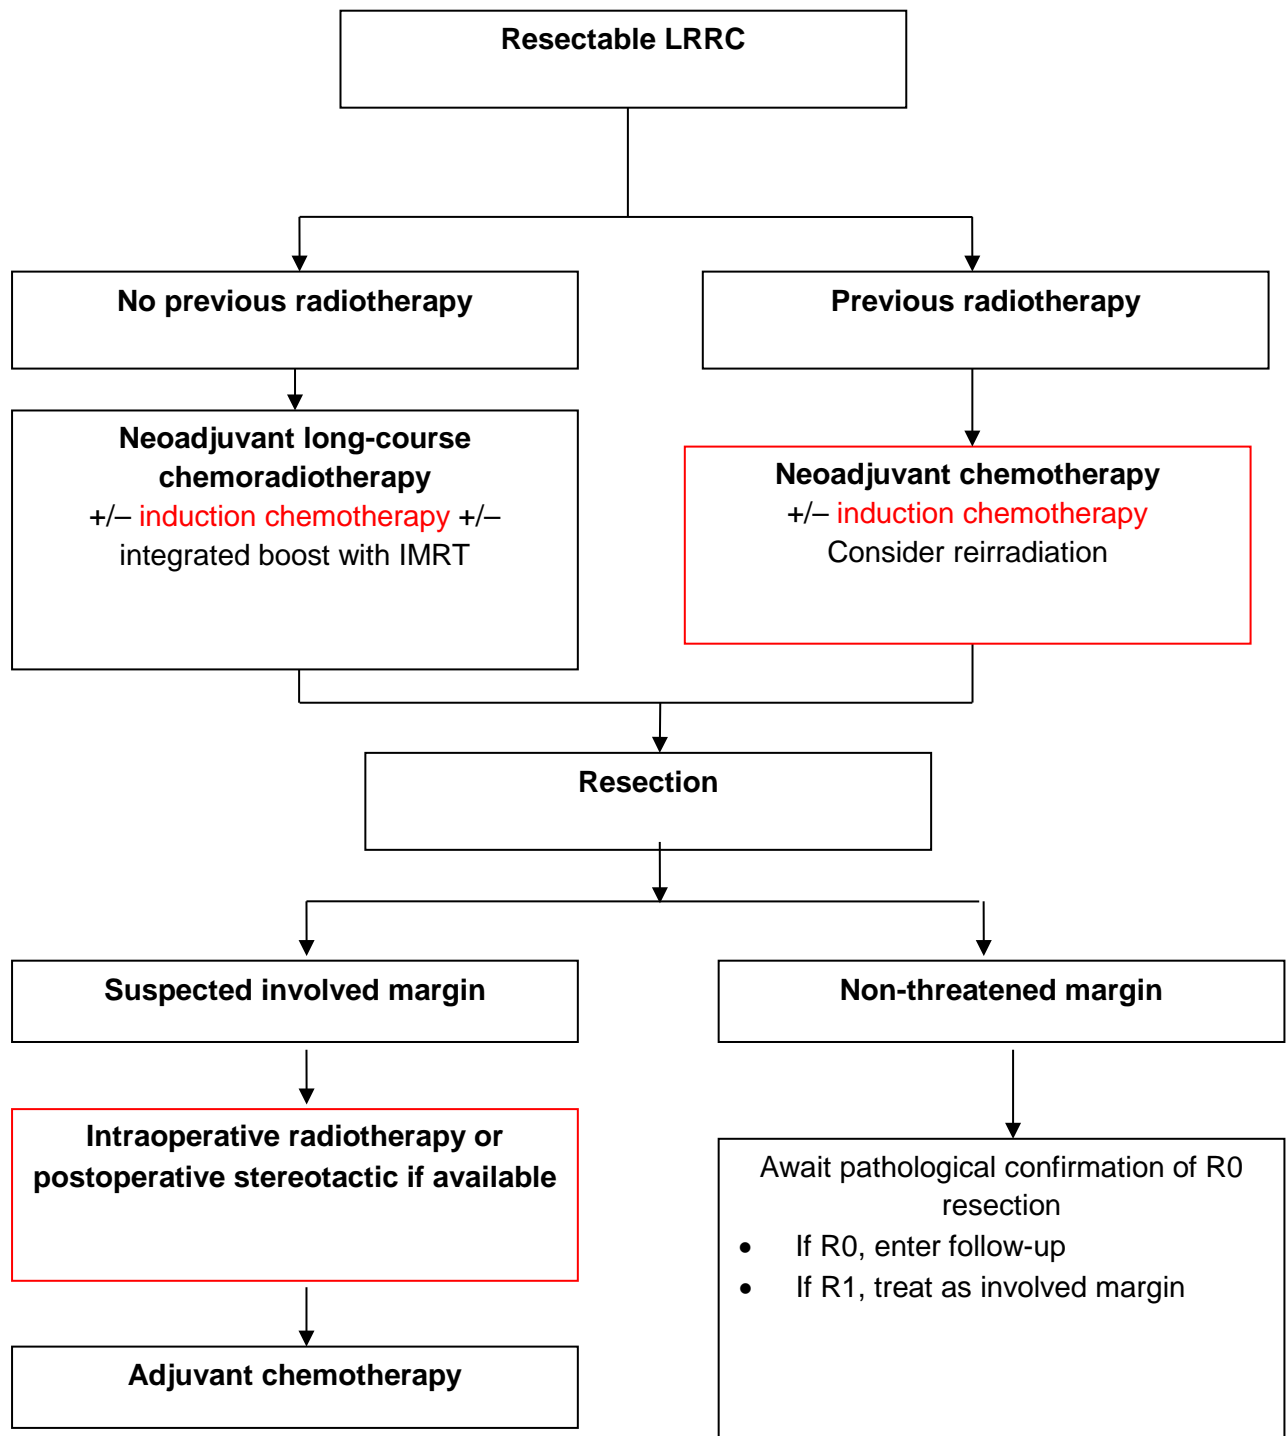 Resectable LRRC
No previous radiotherapy
Previous radiotherapy
Neoadjuvant long-course
chemoradiotherapy
+/– induction chemotherapy +/–
integrated boost with IMRT
Neoadjuvant chemotherapy
+/– induction chemotherapy
Consider reirradiation
Resection
Suspected involved margin
Non-threatened margin
Intraoperative radiotherapy or
postoperative stereotactic if available
Await pathological confirmation of R0
resection
• If R0, enter follow-up
• If R1, treat as involved margin
Adjuvant chemotherapy